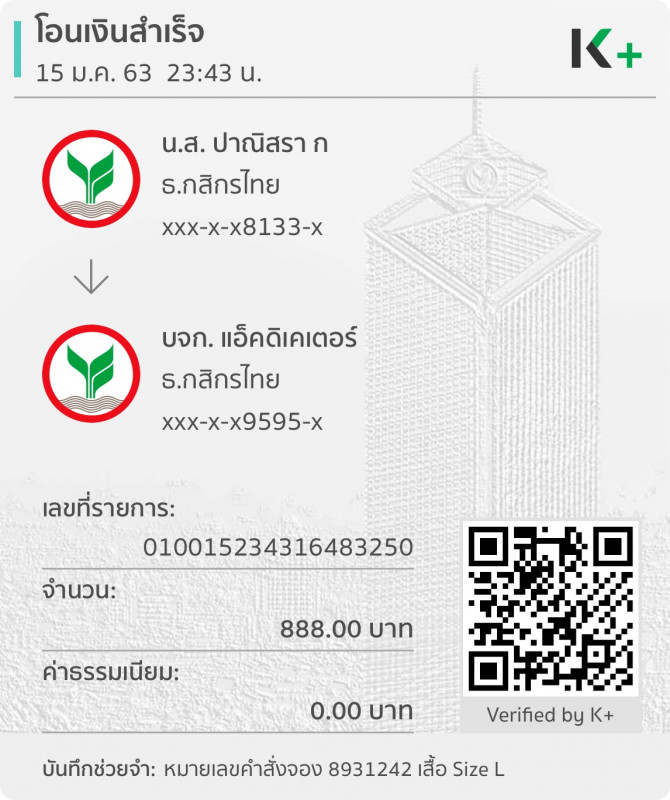 โอนเงินสำเร็จ
15 ม.ค. 63 23:43 น.
K+
น.ส. ปาณิสรา ก
ธ.กสิกรไทย
xxx-x-x8133-x
บจก. แอ็คดิเคเตอร์
ธ.กสิกรไทย
xxx-x-x9595-x
เลขที่รายการ:
010015234316483250
จำนวน:
888.00 บาท
ค่าธรรมเนียม:
0.00 บาท
Verified by K+
บันทึกช่วยจำ: หมายเลขคำสั่งจอง 8931242 เสื้อ Size L